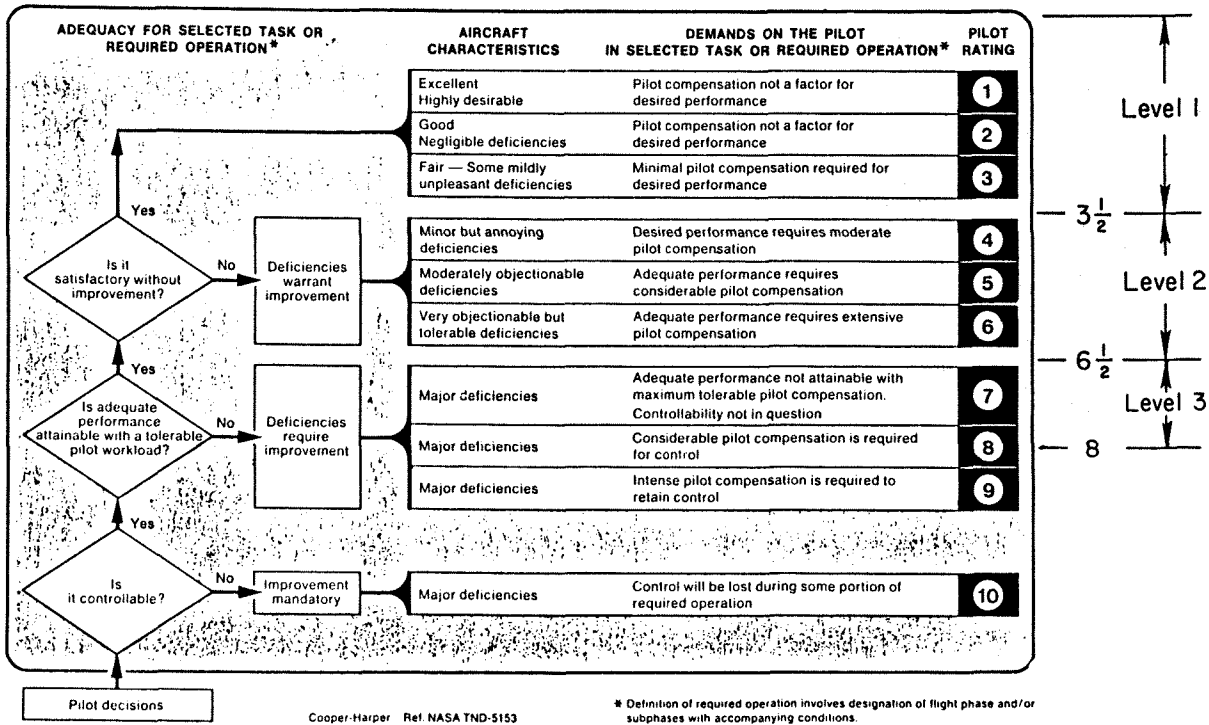 ADEQUACY FOR SELECTED TASK OR
REQUIRED OPERATION*
AIRCRAFT
CHARACTERISTICS
DEMANDS ON THE PILOT
IN SELECTED TASK OR REQUIRED OPERATION*
PILOT
RATING
Excellent
Highly desirable
Pilot compensation not a factor for
desired performance
1
Good
Negligible deficiencies
Pilot compensation not a factor for
desired performance
2
Fair — Some mildly
unpleasant deficiencies
Minimal pilot compensation required for
desired performance
3
Level 1
Yes
3 1/2
Is it
satisfactory without
improvement?
No
Deficiencies
warrant
improvement
Minor but annoying
deficiencies
Desired performance requires moderate
pilot compensation
4
Moderately objectionable
deficiencies
Adequate performance requires
considerable pilot compensation
5
Very objectionable but
tolerable deficiencies
Adequate performance requires extensive
pilot compensation
6
Level 2
Yes
6 1/2
Is adequate
performance
attainable with a tolerable
pilot workload?
No
Deficiencies
require
improvement
Major deficiencies
Adequate performance not attainable with
maximum tolerable pilot compensation.
Controllability not in question
7
Major deficiencies
Considerable pilot compensation is required
for control
8
Major deficiencies
Intense pilot compensation is required to
retain control
9
Level 3
8
Yes
Is
it controllable?
No
Improvement
mandatory
Major deficiencies
Control will be lost during some portion of
required operation
10
Pilot decisions
Cooper-Harper Ref. NASA TND-5153
* Definition of required operation involves designation of flight phase and/or
subphases with accompanying conditions.